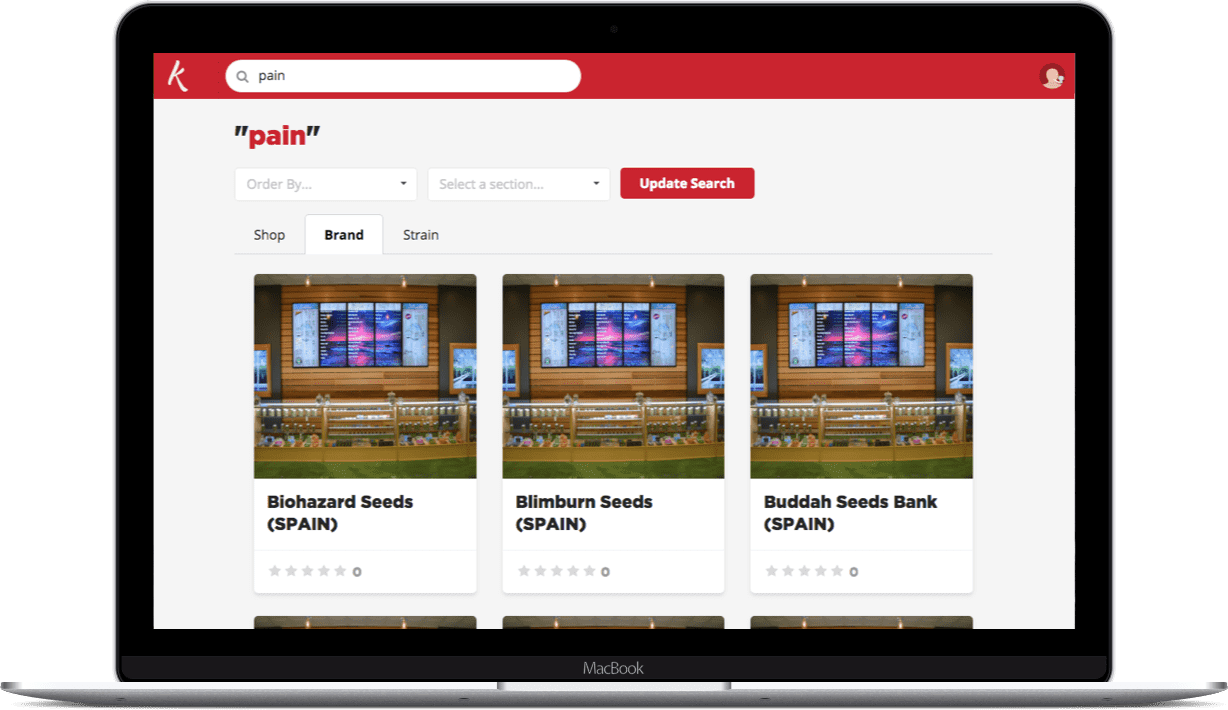 k
pain
"pain"
Order By...
Select a section...
Update Search
Shop
Brand
Strain
Biohazard Seeds
(SPAIN)
0
Blimburn Seeds
(SPAIN)
0
Buddah Seeds Bank
(SPAIN)
0
MacBook